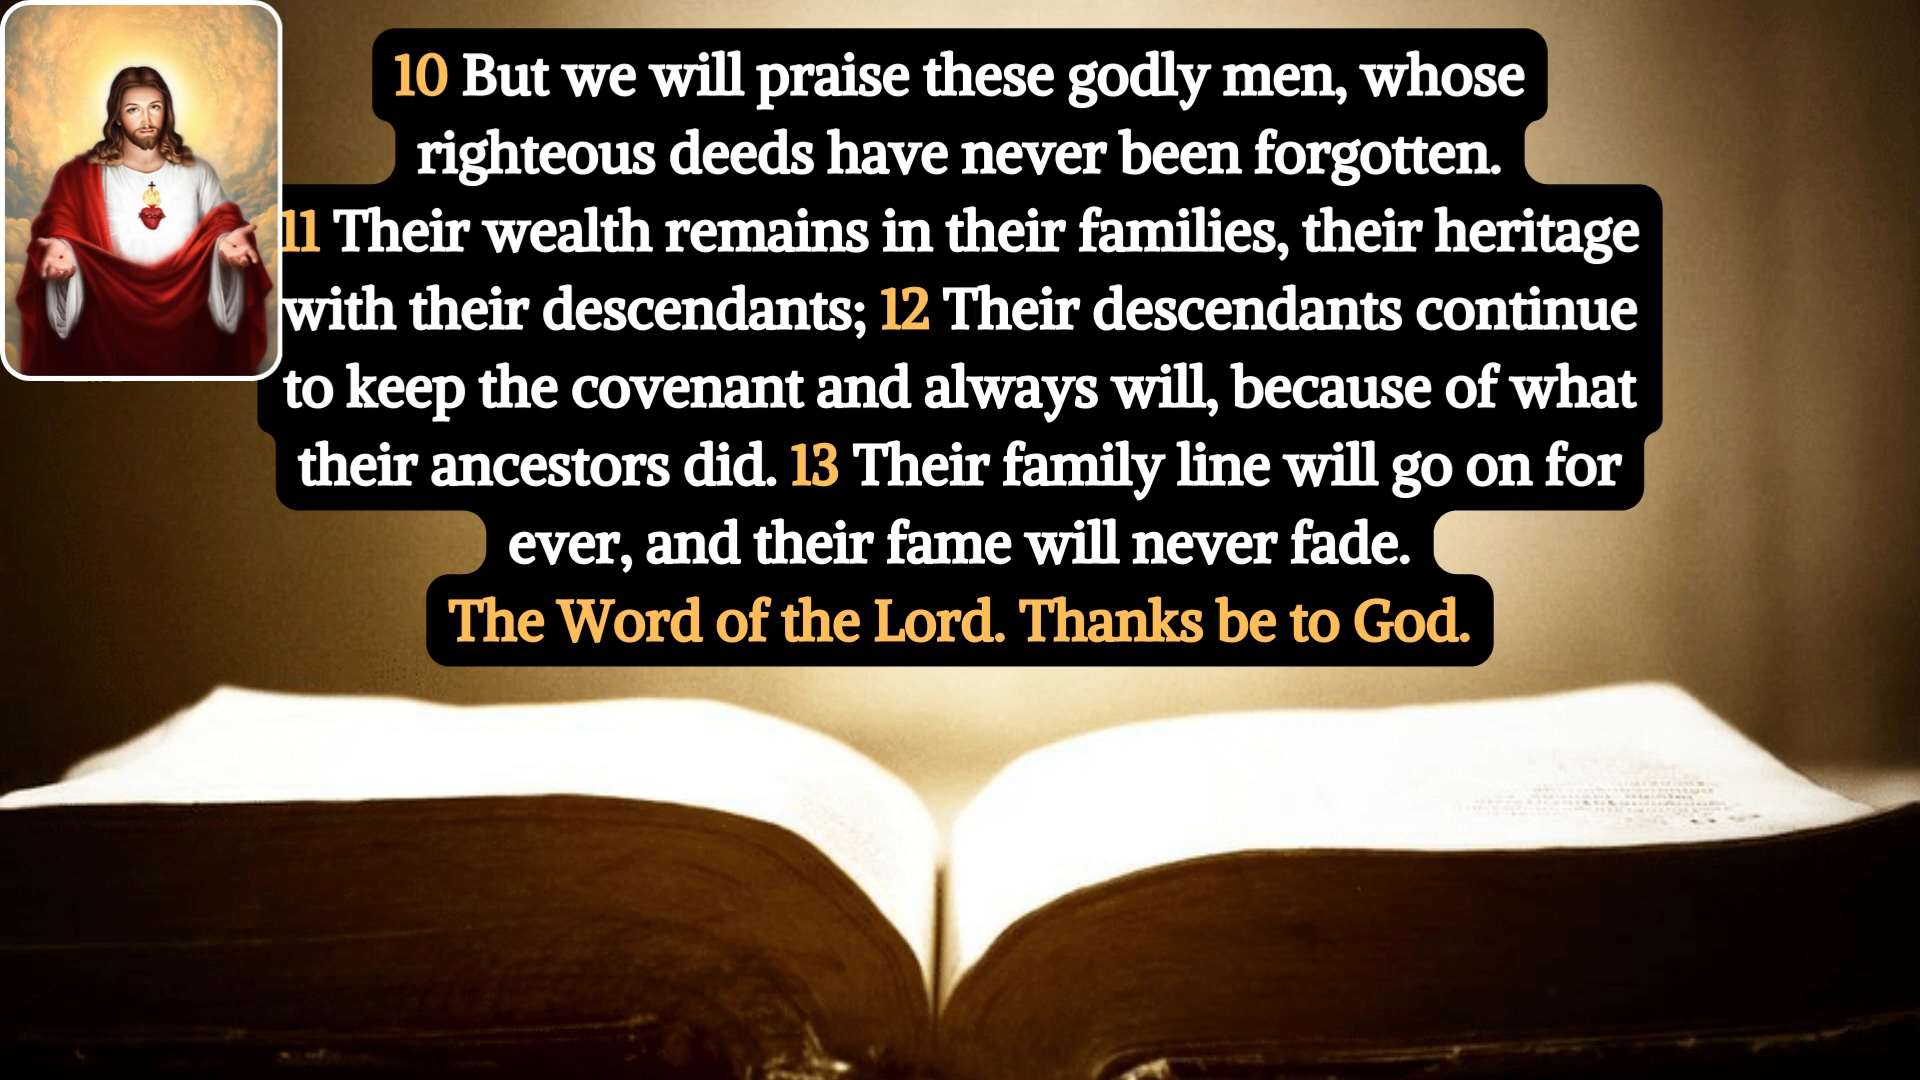 10 But we will praise these godly men, whose
righteous deeds have never been forgotten.
11 Their wealth remains in their families, their heritage
with their descendants; 12 Their descendants continue
to keep the covenant and always will, because of what
their ancestors did. 13 Their family line will go on for
ever, and their fame will never fade.
The Word of the Lord. Thanks be to God.